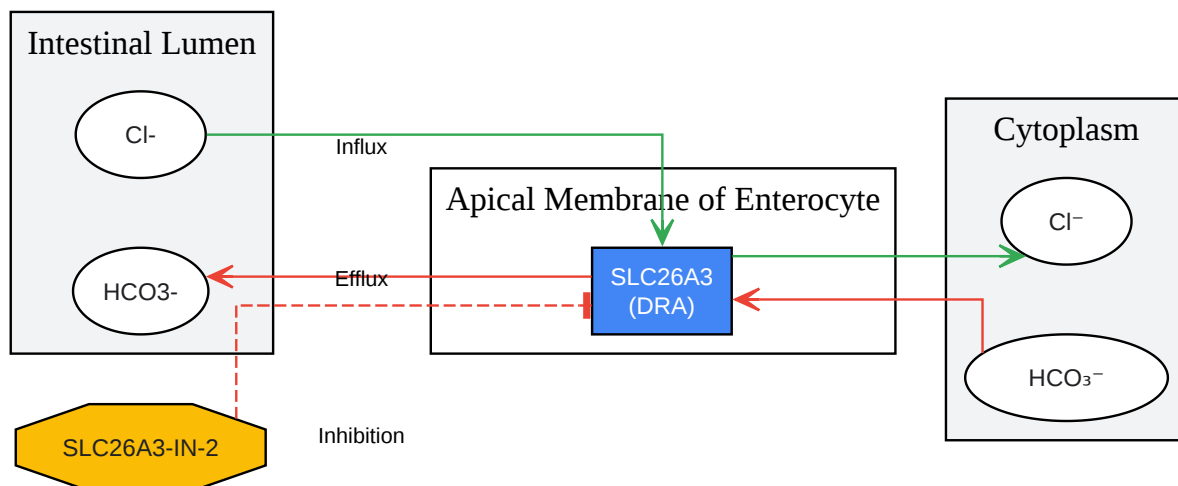 Intestinal Lumen
Cl-
Influx
Cytoplasm
Apical Membrane of Enterocyte
Cl⁻
HCO3-
Efflux
SLC26A3
(DRA)
HCO₃⁻
SLC26A3-IN-2
Inhibition